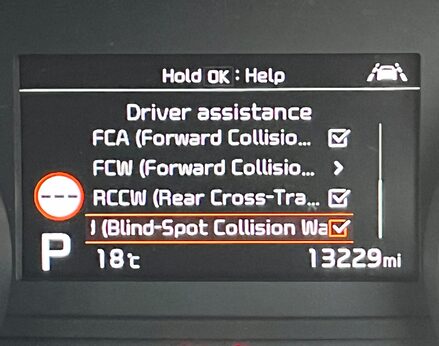 Hold OK : Help
Driver assistance
FCA (Forward Collisio...
FCW (Forward Collisio...
RCCW (Rear Cross-Tra...
(Blind-Spot Collision Wa
---
P
18℃
13229mi